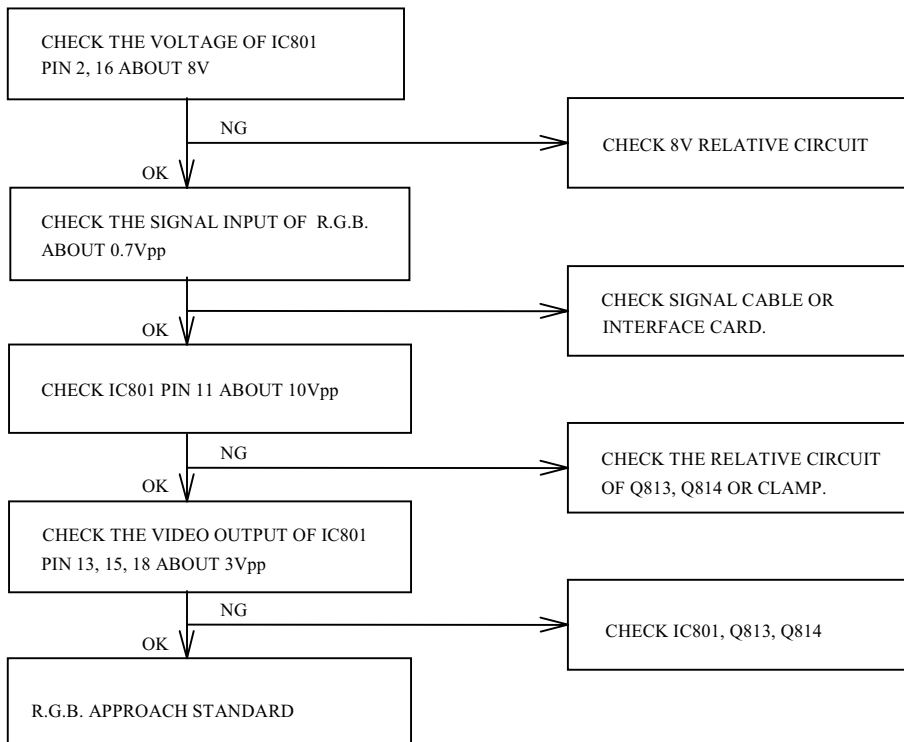 CHECK THE VOLTAGE OF IC801
PIN 2, 16 ABOUT 8V
NG
CHECK 8V RELATIVE CIRCUIT
OK
CHECK THE SIGNAL INPUT OF R.G.B.
ABOUT 0.7Vpp
CHECK SIGNAL CABLE OR
INTERFACE CARD.
OK
CHECK IC801 PIN 11 ABOUT 10Vpp
NG
CHECK THE RELATIVE CIRCUIT
OF Q813, Q814 OR CLAMP.
OK
CHECK THE VIDEO OUTPUT OF IC801
PIN 13, 15, 18 ABOUT 3Vpp
NG
CHECK IC801, Q813, Q814
OK
R.G.B. APPROACH STANDARD